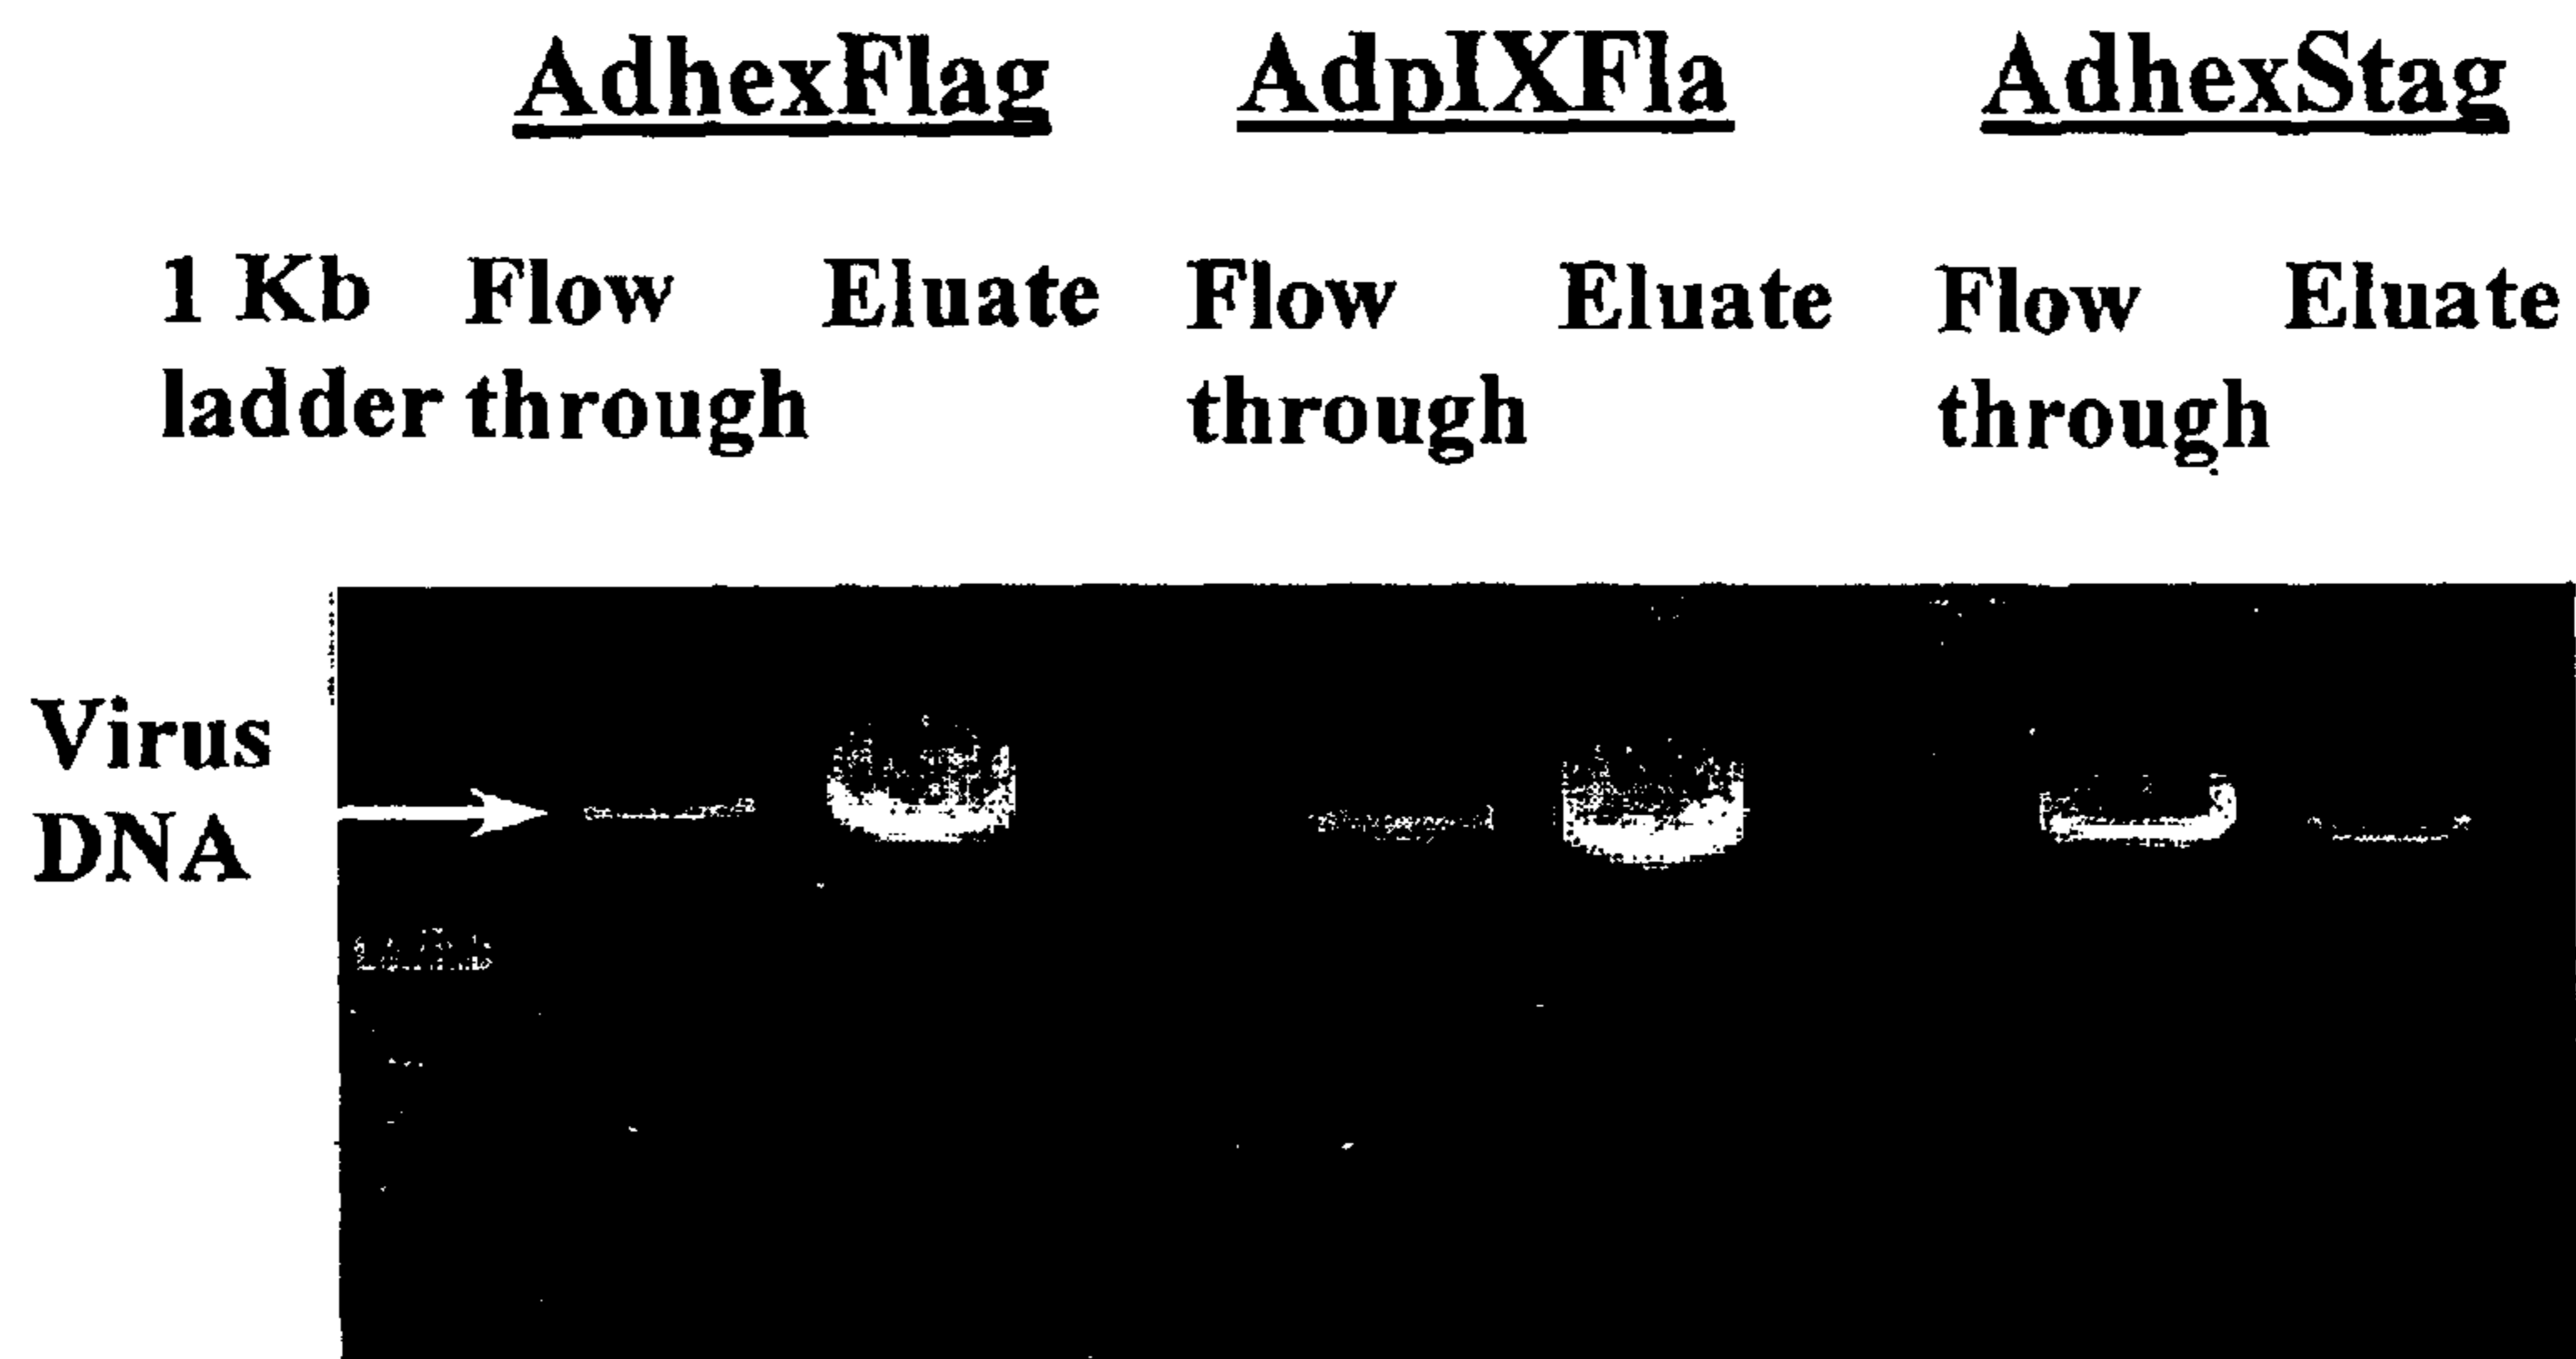 AdhexFlag AdpIXFla AdhexStag
1 Kb Flow Eluate Flow Eluate Flow Eluate
ladder through through through
Virus
DNA